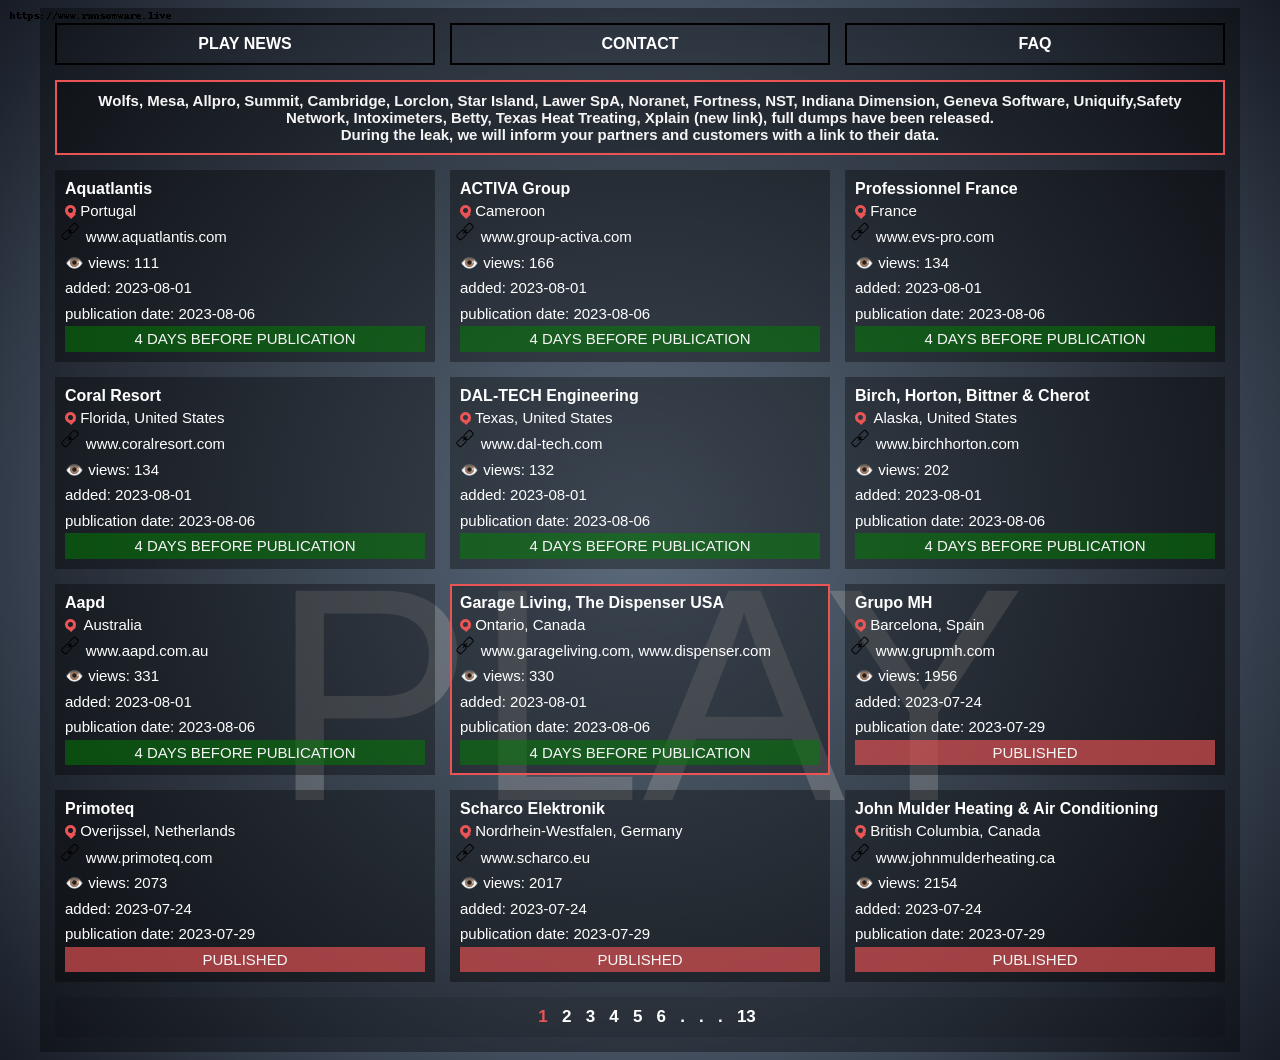 https://www.ransomware.live
PLAY NEWS
CONTACT
FAQ
Wolfs, Mesa, Allpro, Summit, Cambridge, Lorclon, Star Island, Lawer SpA, Noranet, Fortness, NST, Indiana Dimension, Geneva Software, Uniquify,Safety
Network, Intoximeters, Betty, Texas Heat Treating, Xplain (new link), full dumps have been released.
During the leak, we will inform your partners and customers with a link to their data.
Aquatlantis
Portugal
www.aquatlantis.com
views: 111
added: 2023-08-01
publication date: 2023-08-06
4 DAYS BEFORE PUBLICATION
ACTIVA Group
Cameroon
www.group-activa.com
views: 166
added: 2023-08-01
publication date: 2023-08-06
4 DAYS BEFORE PUBLICATION
Professionnel France
France
www.evs-pro.com
views: 134
added: 2023-08-01
publication date: 2023-08-06
4 DAYS BEFORE PUBLICATION
Coral Resort
Florida, United States
www.coralresort.com
views: 134
added: 2023-08-01
publication date: 2023-08-06
4 DAYS BEFORE PUBLICATION
DAL-TECH Engineering
Texas, United States
www.dal-tech.com
views: 132
added: 2023-08-01
publication date: 2023-08-06
4 DAYS BEFORE PUBLICATION
Birch, Horton, Bittner & Cherot
Alaska, United States
www.birchhorton.com
views: 202
added: 2023-08-01
publication date: 2023-08-06
4 DAYS BEFORE PUBLICATION
Aapd
Australia
www.aapd.com.au
views: 331
added: 2023-08-01
publication date: 2023-08-06
4 DAYS BEFORE PUBLICATION
Garage Living, The Dispenser USA
Ontario, Canada
www.garageliving.com, www.dispenser.com
views: 330
added: 2023-08-01
publication date: 2023-08-06
4 DAYS BEFORE PUBLICATION
Grupo MH
Barcelona, Spain
www.grupmh.com
views: 1956
added: 2023-07-24
publication date: 2023-07-29
PUBLISHED
PLAY
Primoteq
Overijssel, Netherlands
www.primoteq.com
views: 2073
added: 2023-07-24
publication date: 2023-07-29
PUBLISHED
Scharco Elektronik
Nordrhein-Westfalen, Germany
www.scharco.eu
views: 2017
added: 2023-07-24
publication date: 2023-07-29
PUBLISHED
John Mulder Heating & Air Conditioning
British Columbia, Canada
www.johnmulderheating.ca
views: 2154
added: 2023-07-24
publication date: 2023-07-29
PUBLISHED
1 2 3 4 5 6 . . . 13